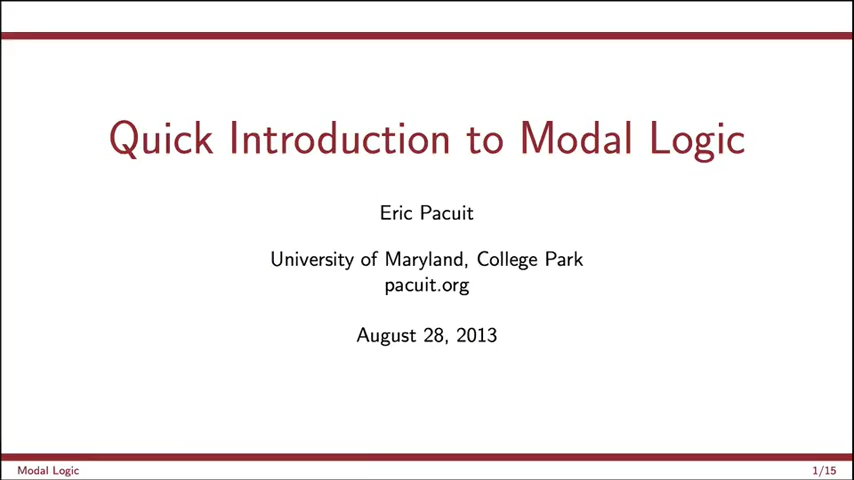 Quick Introduction to Modal Logic
Eric Pacuit
University of Maryland, College Park
pacuit.org
August 28, 2013
Modal Logic
1/15